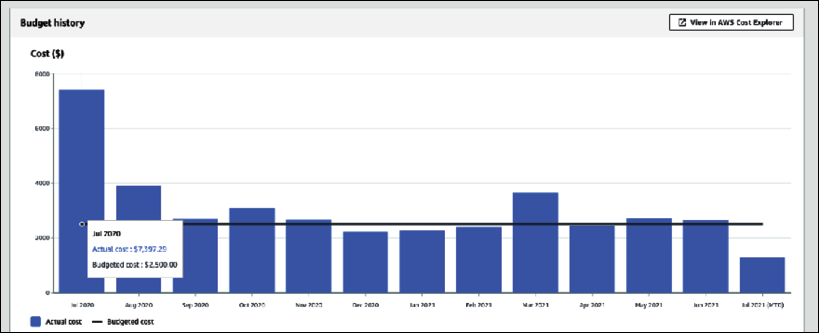 Budget history
View in AWS Cost Explorer
Cost ($)
8000
6000
4000
2000
0
Jul 2020
Actual cost : $7,397.29
Budgeted cost : $2,500.00
Jul 2020 Aug 2020 Sep 2020 Oct 2020 Nov 2020 Dec 2020 Jan 2021 Feb 2021 Mar 2021 Apr 2021 May 2021 Jun 2021 Jul 2021 (MTD)
Actual cost Budgeted cost